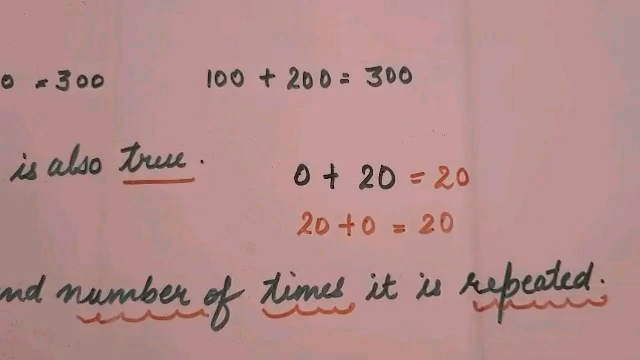 0 = 300 100 + 200 = 300
is also true.
0 + 20 = 20
20 + 0 = 20
nd number of times it is repeated.